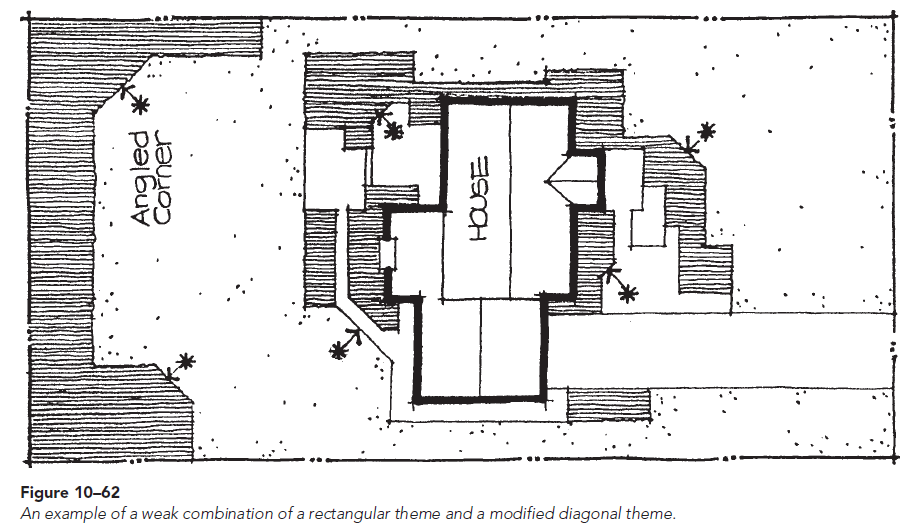 Angled
Corner
HOUSE
Figure 10–62
An example of a weak combination of a rectangular theme and a modified diagonal theme.